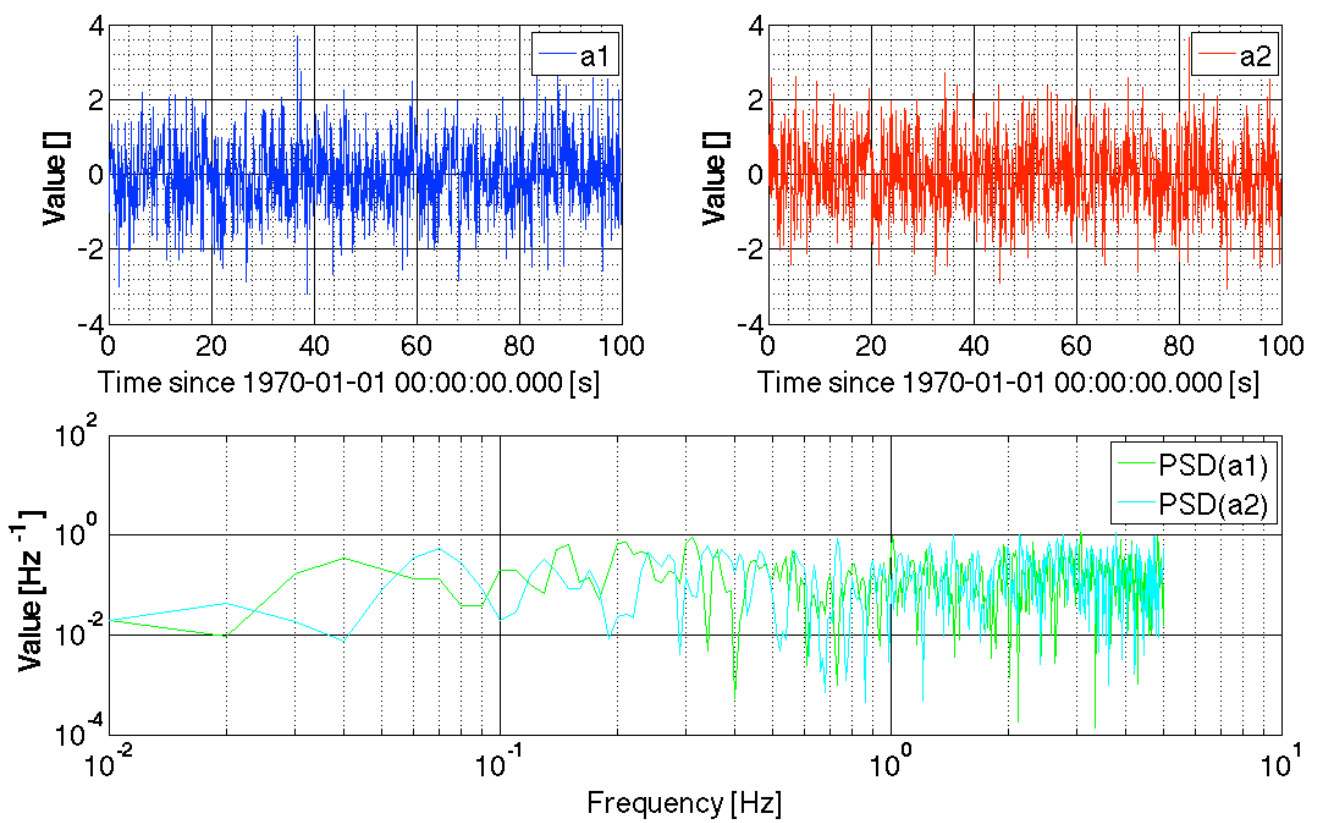 4
2
0
-2
-4
Value []
a1
0 20 40 60 80 100
Time since 1970-01-01 00:00:00.000 [s]
4
2
0
-2
-4
Value []
a2
0 20 40 60 80 100
Time since 1970-01-01 00:00:00.000 [s]
10^2
10^0
10^-2
10^-4
Value [Hz^-1]
PSD(a1)
PSD(a2)
10^-2 10^-1 10^0 10^1
Frequency [Hz]